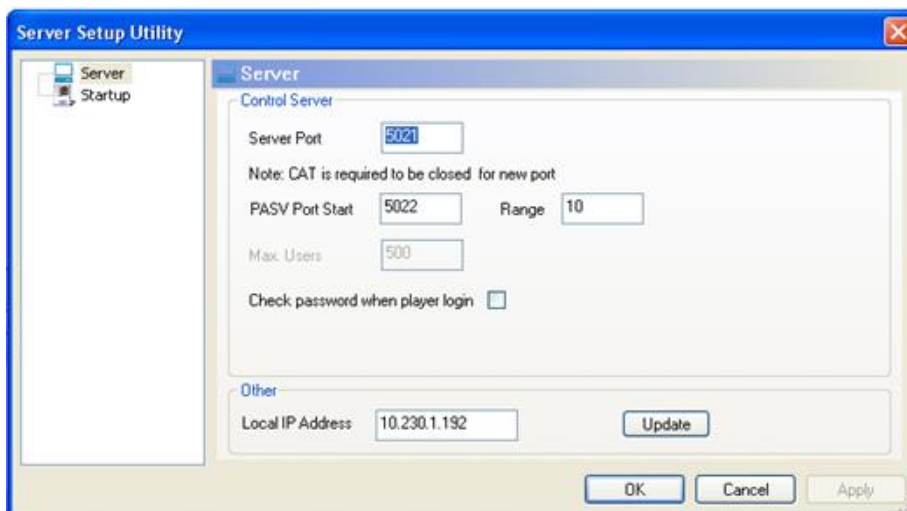 Server Setup Utility
Server
Startup
Server
Control Server
Server Port 5021
Note: CAT is required to be closed for new port
PASV Port Start 5022 Range 10
Max. Users 500
Check password when player login
Other
Local IP Address 10.230.1.192 Update
OK Cancel Apply